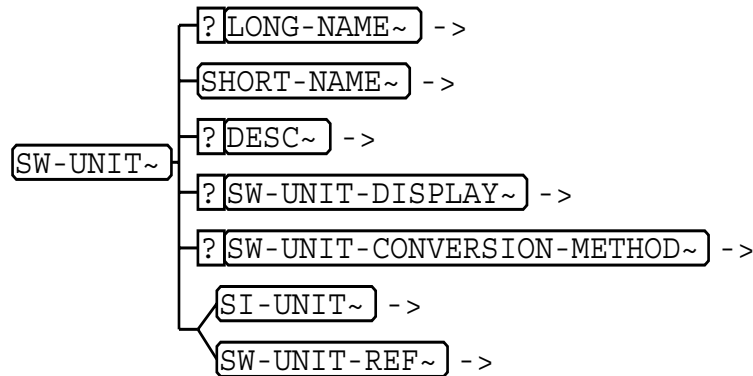 ? LONG-NAME~ ->
SHORT-NAME~ ->
? DESC~ ->
SW-UNIT~
? SW-UNIT-DISPLAY~ ->
? SW-UNIT-CONVERSION-METHOD~ ->
SI-UNIT~ ->
SW-UNIT-REF~ ->